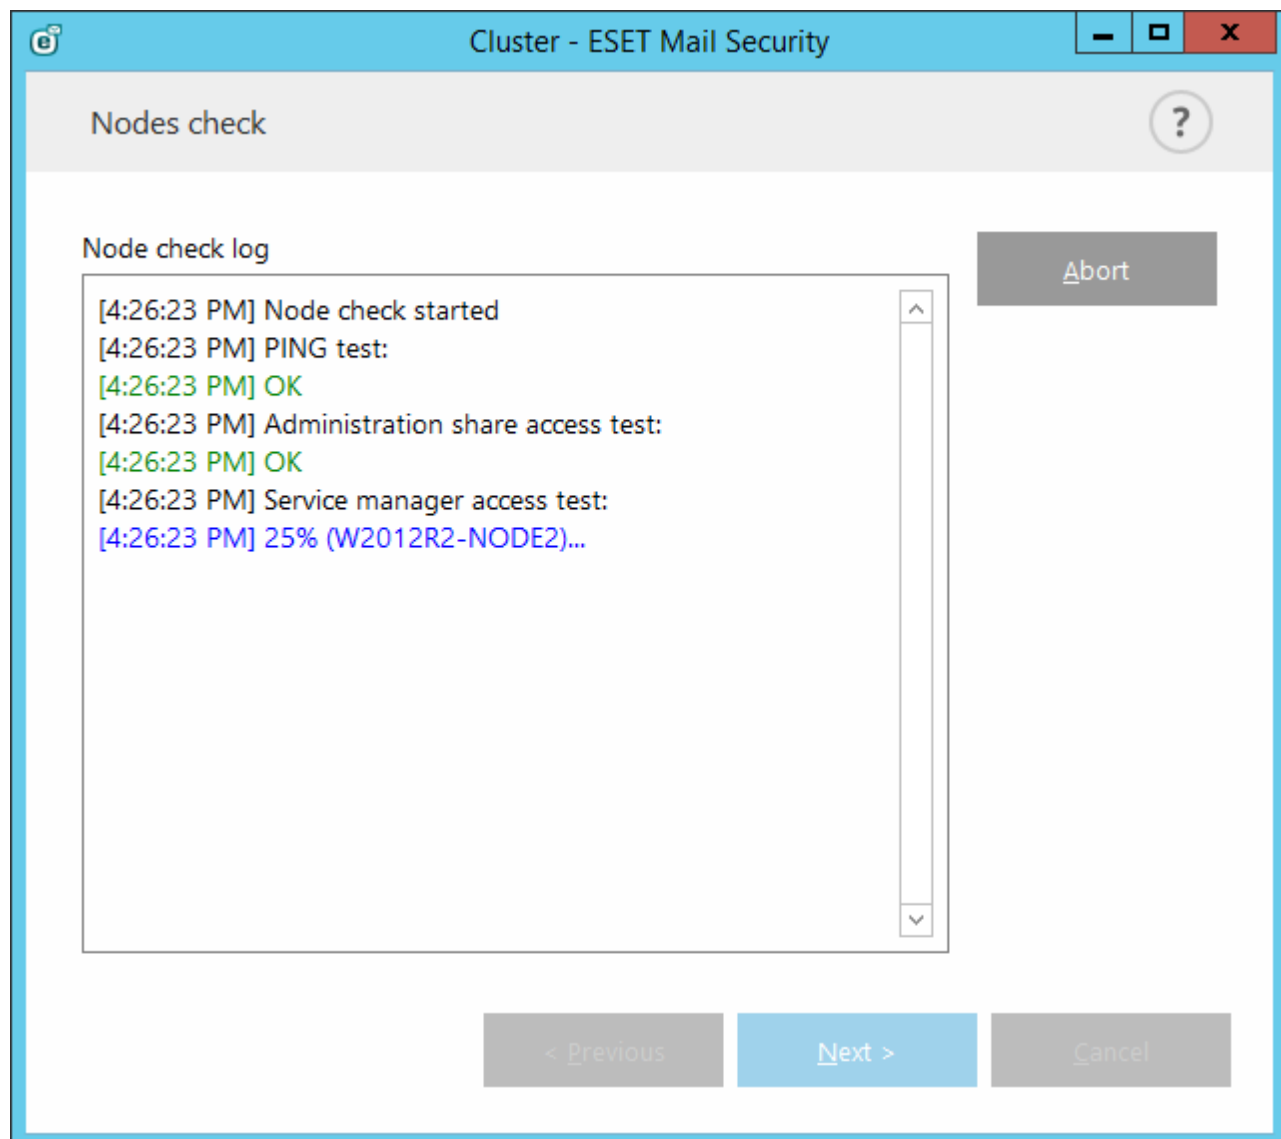 Cluster - ESET Mail Security
Nodes check
?
Node check log
Abort
[4:26:23 PM] Node check started
[4:26:23 PM] PING test:
[4:26:23 PM] OK
[4:26:23 PM] Administration share access test:
[4:26:23 PM] OK
[4:26:23 PM] Service manager access test:
[4:26:23 PM] 25% (W2012R2-NODE2)...
< Previous
Next >
Cancel